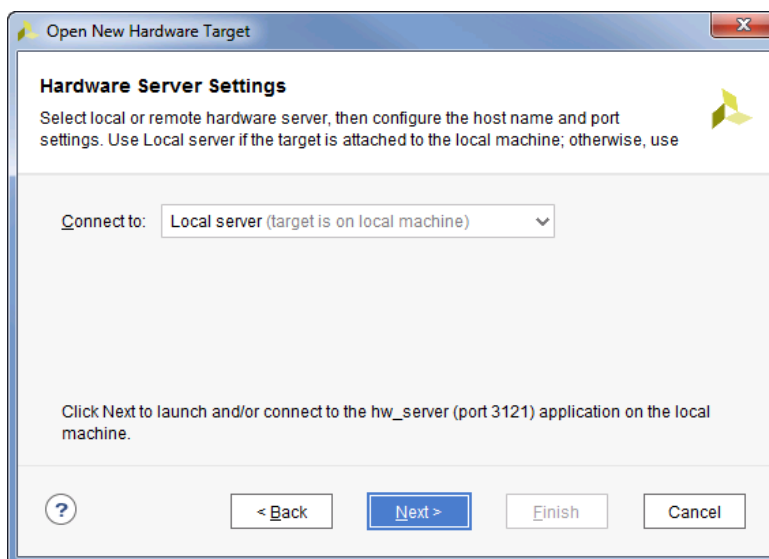 Open New Hardware Target
X
Hardware Server Settings
Select local or remote hardware server, then configure the host name and port
settings. Use Local server if the target is attached to the local machine; otherwise, use
Connect to: Local server (target is on local machine)
Click Next to launch and/or connect to the hw_server (port 3121) application on the local
machine.
? < Back Next > Finish Cancel